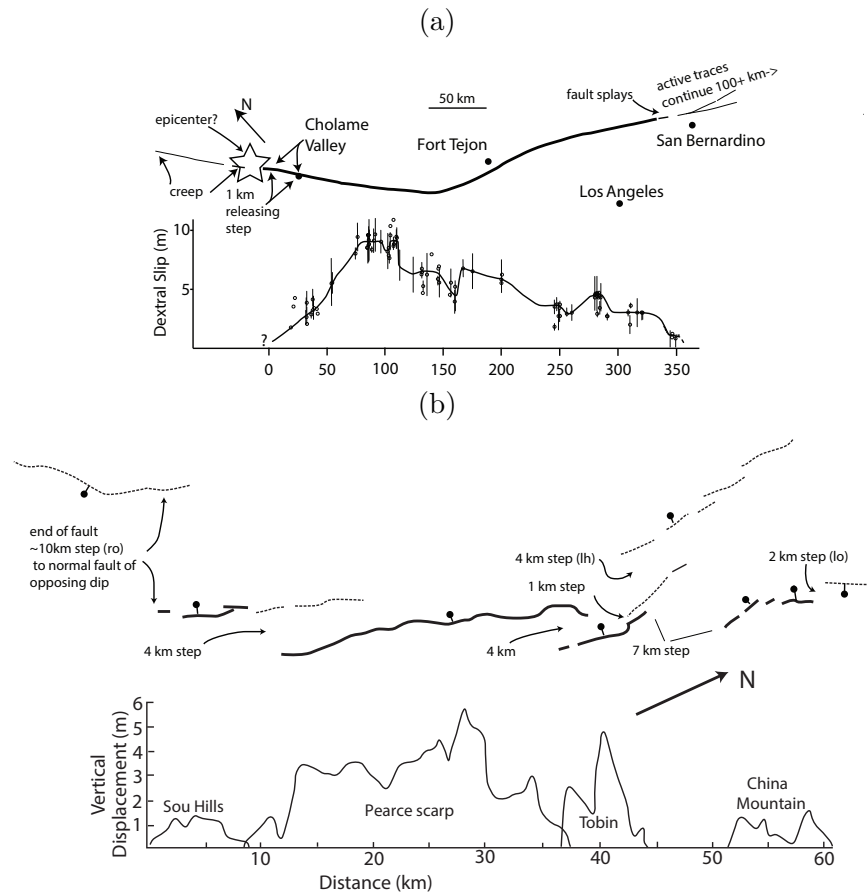 (a)
active traces
continue 100+ km->
fault splays
50 km
N
epicenter?
Cholame
Valley
Fort Tejon
San Bernardino
creep
1 km
releasing
step
Los Angeles
Dextral Slip (m)
10
5
?
0 50 100 150 200 250 300 350
(b)
end of fault
~10km step (ro)
to normal fault of
opposing dip
4 km step (lh)
2 km step (lo)
1 km step
4 km step
4 km
7 km step
N
Vertical
Displacement (m)
6
5
4
3
2
1
Sou Hills
Pearce scarp
Tobin
China
Mountain
10 20 30 40 50 60
Distance (km)